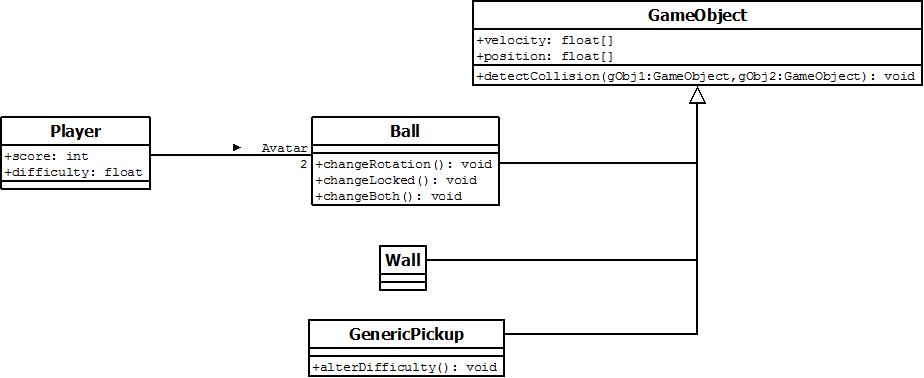 GameObject
+velocity: float[]
+position: float[]
+detectCollision(gObj1:GameObject,gObj2:GameObject): void
Player
+score: int
+difficulty: float
Avatar
2
Ball
+changeRotation(): void
+changeLocked(): void
+changeBoth(): void
Wall
GenericPickup
+alterDifficulty(): void